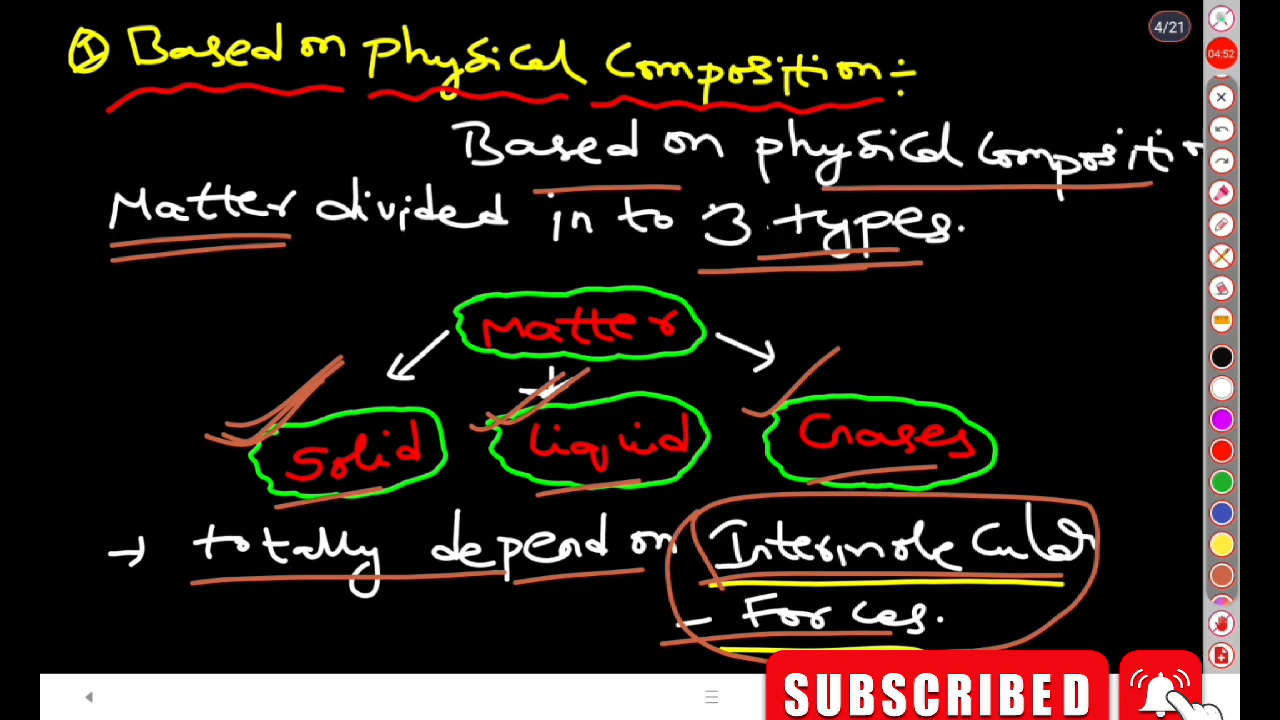 4/21
① Based on physical Composition :-
04:52
Based on physical compositi
Matter divided in to 3 types.
Matter
Solid
Liquid
Gases
→ totally depend on Intermolecular
- Forces.
SUBSCRIBED